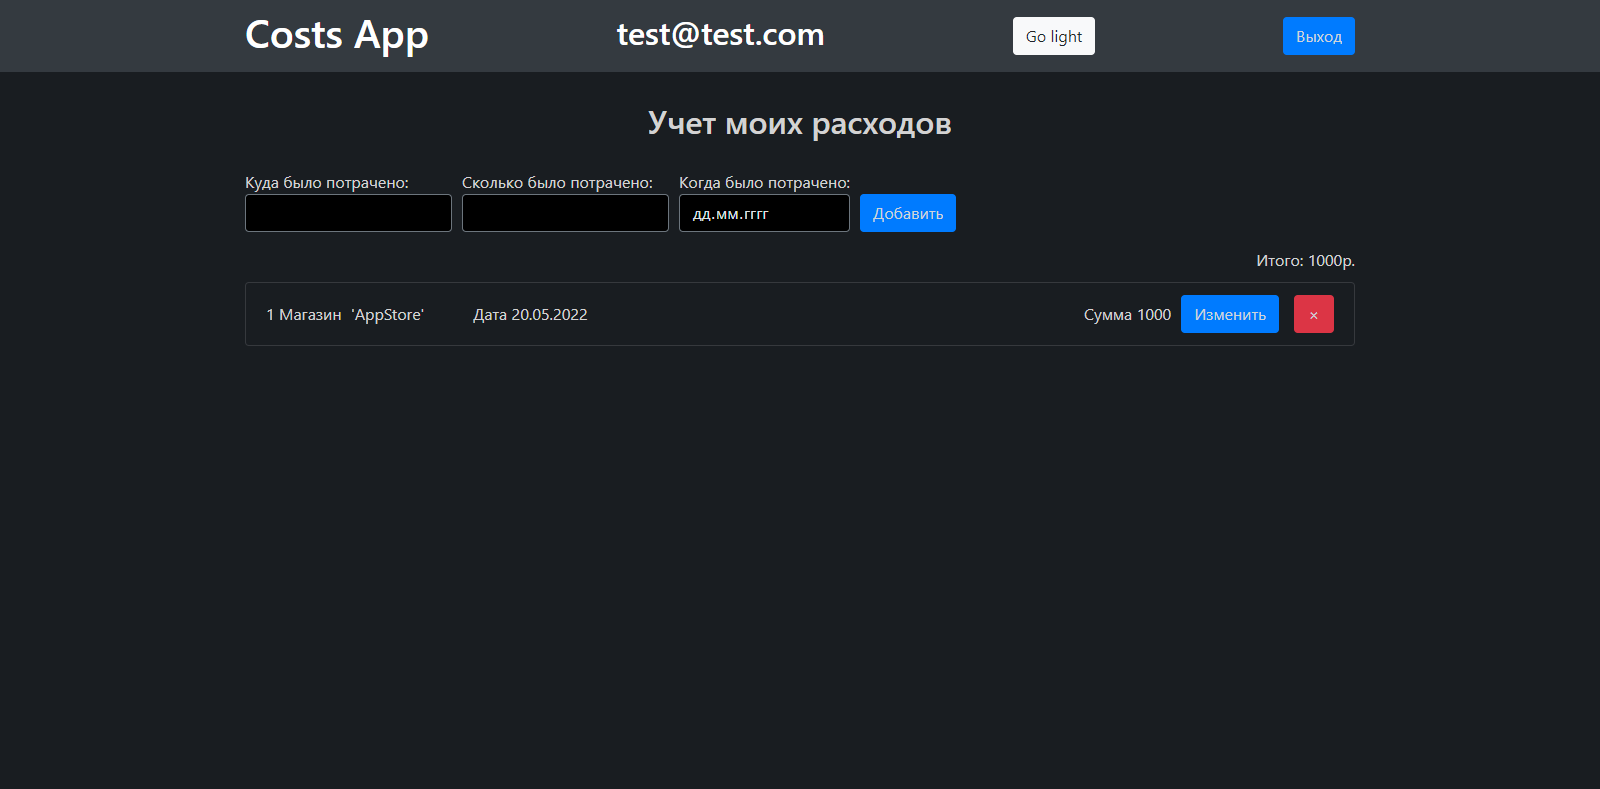 Costs App test@test.com Go light Выход
Учет моих расходов
Куда было потрачено: Сколько было потрачено: Когда было потрачено:
дд.мм.гггг Добавить
Итого: 1000р.
1 Магазин 'AppStore' Дата 20.05.2022 Сумма 1000 Изменить ×